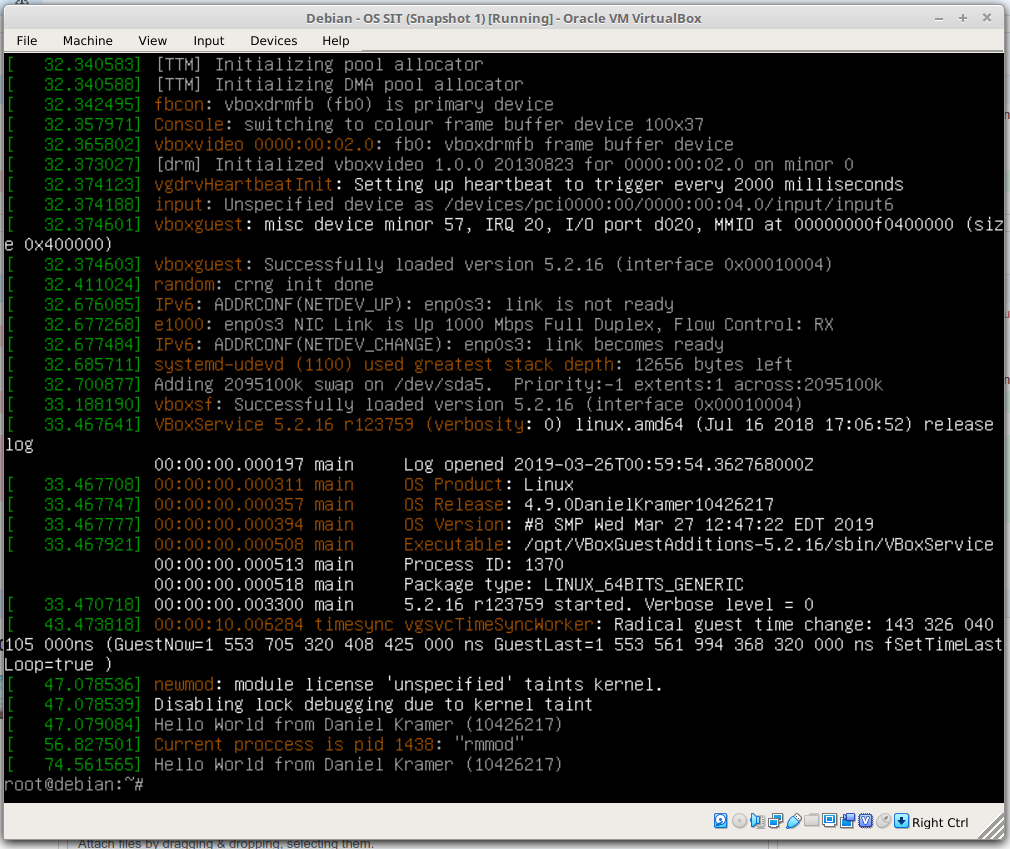 Debian - OS SIT (Snapshot 1) [Running] - Oracle VM VirtualBox
File Machine View Input Devices Help
[   32.340583] [TTM] Initializing pool allocator
[   32.340588] [TTM] Initializing DMA pool allocator
[   32.342495] fbcon: vboxdrmfb (fb0) is primary device
[   32.357971] Console: switching to colour frame buffer device 100x37
[   32.365802] vboxvideo 0000:00:02.0: fb0: vboxdrmfb frame buffer device
[   32.373027] [drm] Initialized vboxvideo 1.0.0 20130823 for 0000:00:02.0 on minor 0
[   32.374123] vgdrvHeartbeatInit: Setting up heartbeat to trigger every 2000 milliseconds
[   32.374188] input: Unspecified device as /devices/pci0000:00/0000:00:04.0/input/input6
[   32.374601] vboxguest: misc device minor 57, IRQ 20, I/O port d020, MMIO at 00000000f0400000 (siz
e 0x400000)
[   32.374603] vboxguest: Successfully loaded version 5.2.16 (interface 0x00010004)
[   32.411024] random: crng init done
[   32.676085] IPv6: ADDRCONF(NETDEV_UP): enp0s3: link is not ready
[   32.677268] e1000: enp0s3 NIC Link is Up 1000 Mbps Full Duplex, Flow Control: RX
[   32.677484] IPv6: ADDRCONF(NETDEV_CHANGE): enp0s3: link becomes ready
[   32.685711] systemd-udevd (1100) used greatest stack depth: 12656 bytes left
[   32.700877] Adding 2095100k swap on /dev/sda5.  Priority:-1 extents:1 across:2095100k
[   33.188190] vboxsf: Successfully loaded version 5.2.16 (interface 0x00010004)
[   33.467641] VBoxService 5.2.16 r123759 (verbosity: 0) linux.amd64 (Jul 16 2018 17:06:52) release
log
00:00:00.000197 main     Log opened 2019-03-26T00:59:54.362768000Z
[   33.467708] 00:00:00.000311 main     OS Product: Linux
[   33.467747] 00:00:00.000357 main     OS Release: 4.9.0DanielKramer10426217
[   33.467777] 00:00:00.000394 main     OS Version: #8 SMP Wed Mar 27 12:47:22 EDT 2019
[   33.467921] 00:00:00.000508 main     Executable: /opt/VBoxGuestAdditions-5.2.16/sbin/VBoxService
00:00:00.000513 main     Process ID: 1370
00:00:00.000518 main     Package type: LINUX_64BITS_GENERIC
[   33.470718] 00:00:00.003300 main     5.2.16 r123759 started. Verbose level = 0
[   43.473818] 00:00:10.006284 timesync vgsvcTimeSyncWorker: Radical guest time change: 143 326 040
105 000ns (GuestNow=1 553 705 320 408 425 000 ns GuestLast=1 553 561 994 368 320 000 ns fSetTimeLast
Loop=true )
[   47.078536] newmod: module license 'unspecified' taints kernel.
[   47.078539] Disabling lock debugging due to kernel taint
[   47.079084] Hello World from Daniel Kramer (10426217)
[   56.827501] Current proccess is pid 1438: "rmmod"
[   74.561565] Hello World from Daniel Kramer (10426217)
root@debian:~#
Right Ctrl
Attach files by dragging & dropping, selecting them.